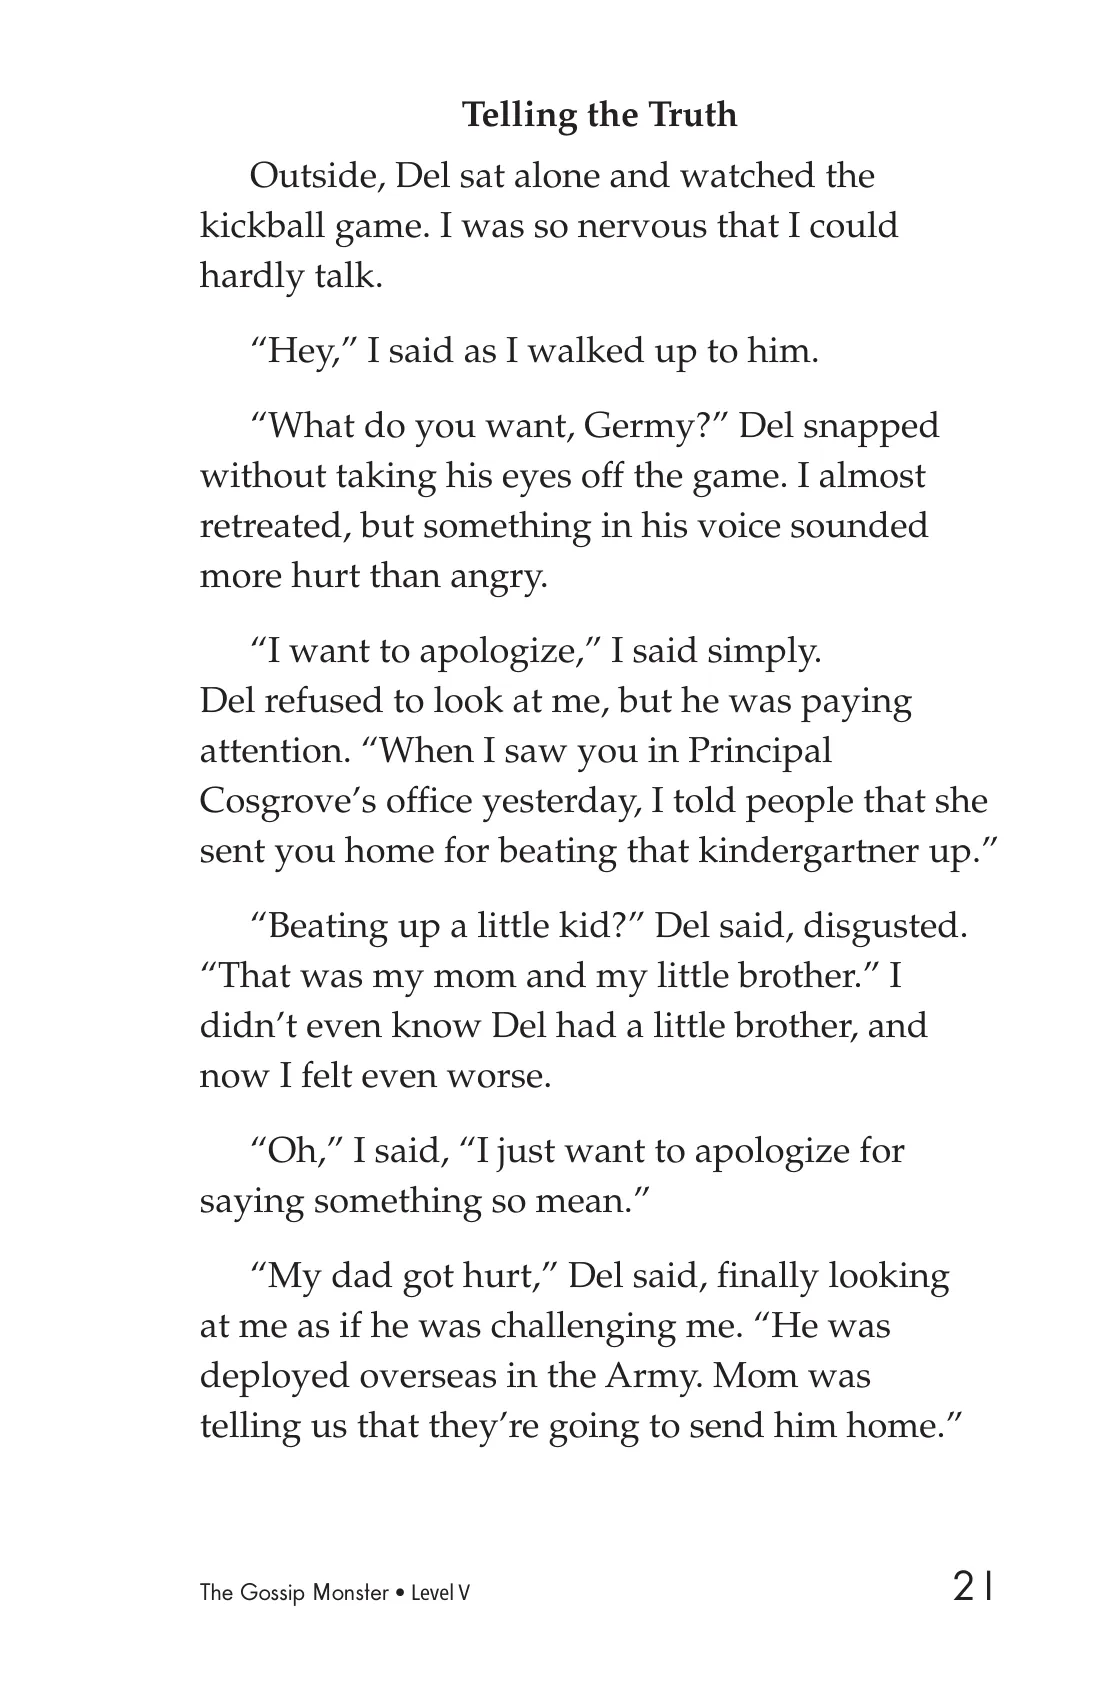 Telling the Truth
Outside, Del sat alone and watched the
kickball game. I was so nervous that I could
hardly talk.
“Hey,” I said as I walked up to him.
“What do you want, Germy?” Del snapped
without taking his eyes off the game. I almost
retreated, but something in his voice sounded
more hurt than angry.
“I want to apologize,” I said simply.
Del refused to look at me, but he was paying
attention. “When I saw you in Principal
Cosgrove’s office yesterday, I told people that she
sent you home for beating that kindergartner up.”
“Beating up a little kid?” Del said, disgusted.
“That was my mom and my little brother.” I
didn’t even know Del had a little brother, and
now I felt even worse.
“Oh,” I said, “I just want to apologize for
saying something so mean.”
“My dad got hurt,” Del said, finally looking
at me as if he was challenging me. “He was
deployed overseas in the Army. Mom was
telling us that they’re going to send him home.”
The Gossip Monster • Level V
21